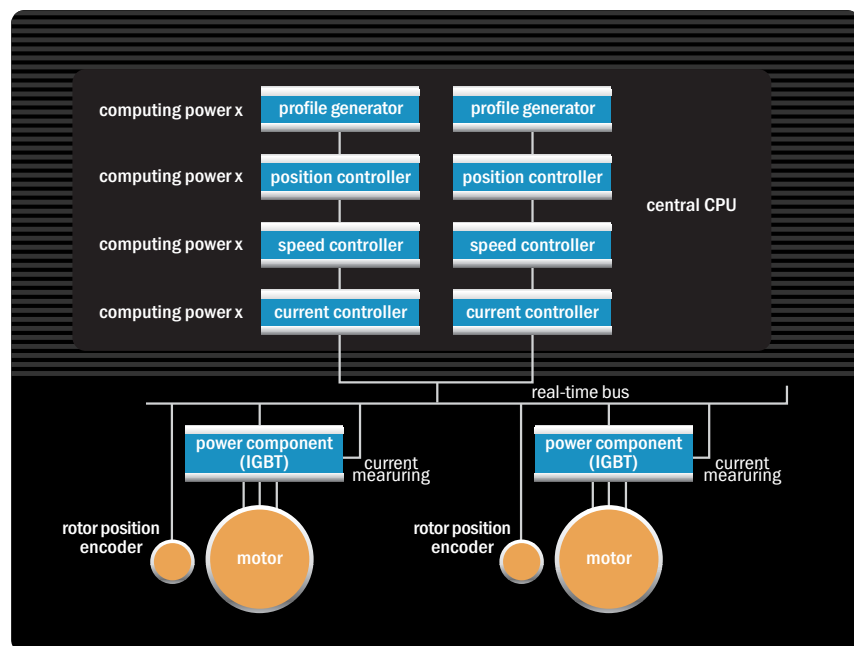 computing power x
profile generator
profile generator
computing power x
position controller
position controller
central CPU
computing power x
speed controller
speed controller
computing power x
current controller
current controller
real-time bus
power component
(IGBT)
current
mearuring
power component
(IGBT)
current
mearuring
rotor position
encoder
motor
rotor position
encoder
motor